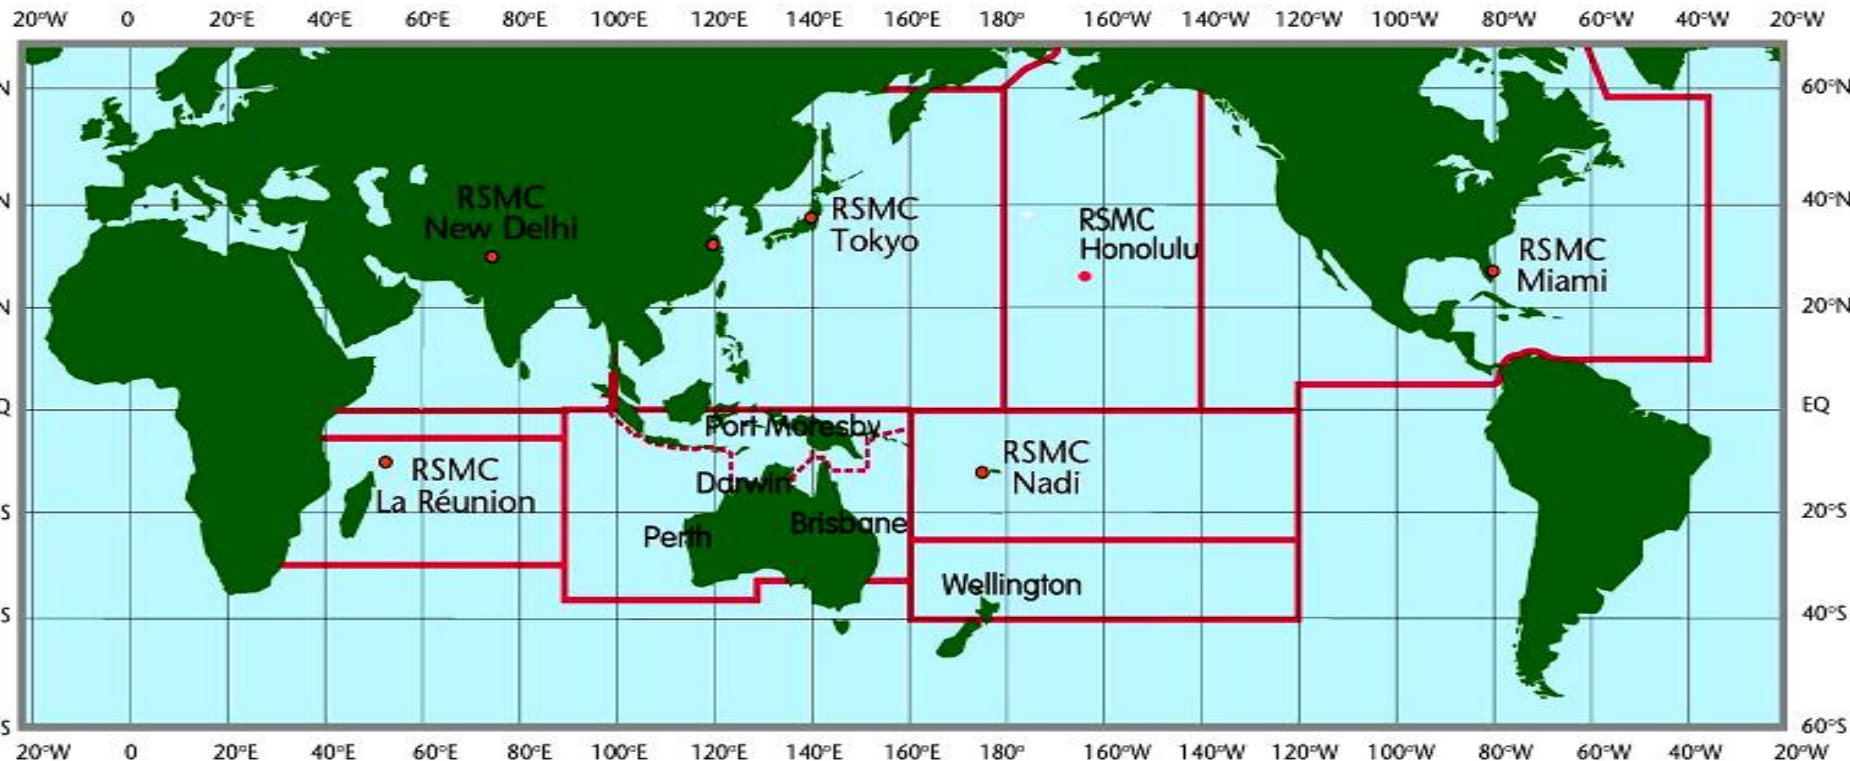 20°W 0 20°E 40°E 60°E 80°E 100°E 120°E 140°E 160°E 180° 160°W 140°W 120°W 100°W 80°W 60°W 40°W 20°W
N 60°N
RSMC
New Delhi
RSMC
Tokyo
N 40°N
RSMC
Honolulu
RSMC
Miami
N 20°N
Q EQ
Port Moresby
RSMC
La Réunion
Darwin
RSMC
Nadi
S 20°S
Perth
Brisbane
Wellington
S 40°S
S 60°S
20°W 0 20°E 40°E 60°E 80°E 100°E 120°E 140°E 160°E 180° 160°W 140°W 120°W 100°W 80°W 60°W 40°W 20°W